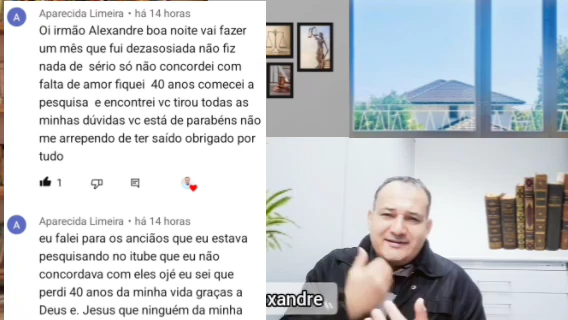 Aparecida Limeira • há 14 horas
Oi irmão Alexandre boa noite vai fazer
um mês que fui dezasosiada não fiz
nada de sério só não concordei com
falta de amor fiquei 40 anos comecei a
pesquisa e encontrei vc tirou todas as
minhas dúvidas vc está de parabéns não
me arrependo de ter saído obrigado por
tudo
1
Aparecida Limeira • há 14 horas
eu falei para os anciãos que eu estava
pesquisando no itube que eu não
concordava com eles ojé eu sei que
perdi 40 anos da minha vida graças a
Deus e. Jesus que ninguém da minha
A
A
xandre